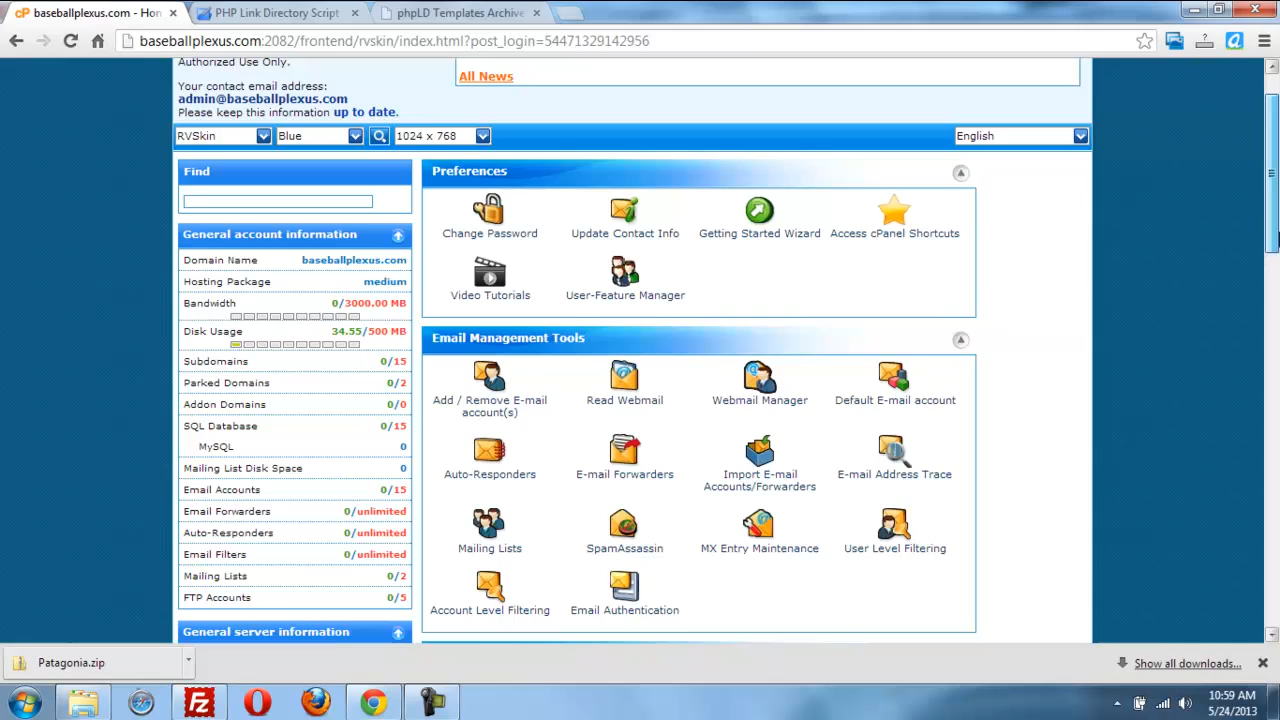 cP baseballplexus.com - Hon
PHP Link Directory Script
phpLD Templates Archive
baseballplexus.com:2082/frontend/rvskin/index.html?post_login=54471329142956
Authorized Use Only.
Your contact email address:
admin@baseballplexus.com
Please keep this information up to date.
All News
RVSkin
Blue
1024 x 768
English
Find
General account information
Domain Name baseballplexus.com
Hosting Package medium
Bandwidth 0/3000.00 MB
Disk Usage 34.55/500 MB
Subdomains 0/15
Parked Domains 0/2
Addon Domains 0/0
SQL Database 0/15
MySQL 0
Mailing List Disk Space 0
Email Accounts 0/15
Email Forwarders 0/unlimited
Auto-Responders 0/unlimited
Email Filters 0/unlimited
Mailing Lists 0/2
FTP Accounts 0/5
General server information
Preferences
Change Password
Update Contact Info
Getting Started Wizard
Access cPanel Shortcuts
Video Tutorials
User-Feature Manager
Email Management Tools
Add / Remove E-mail
account(s)
Read Webmail
Webmail Manager
Default E-mail account
Auto-Responders
E-mail Forwarders
Import E-mail
Accounts/Forwarders
E-mail Address Trace
Mailing Lists
SpamAssassin
MX Entry Maintenance
User Level Filtering
Account Level Filtering
Email Authentication
Patagonia.zip
Show all downloads...
Fz
10:59 AM
5/24/2013